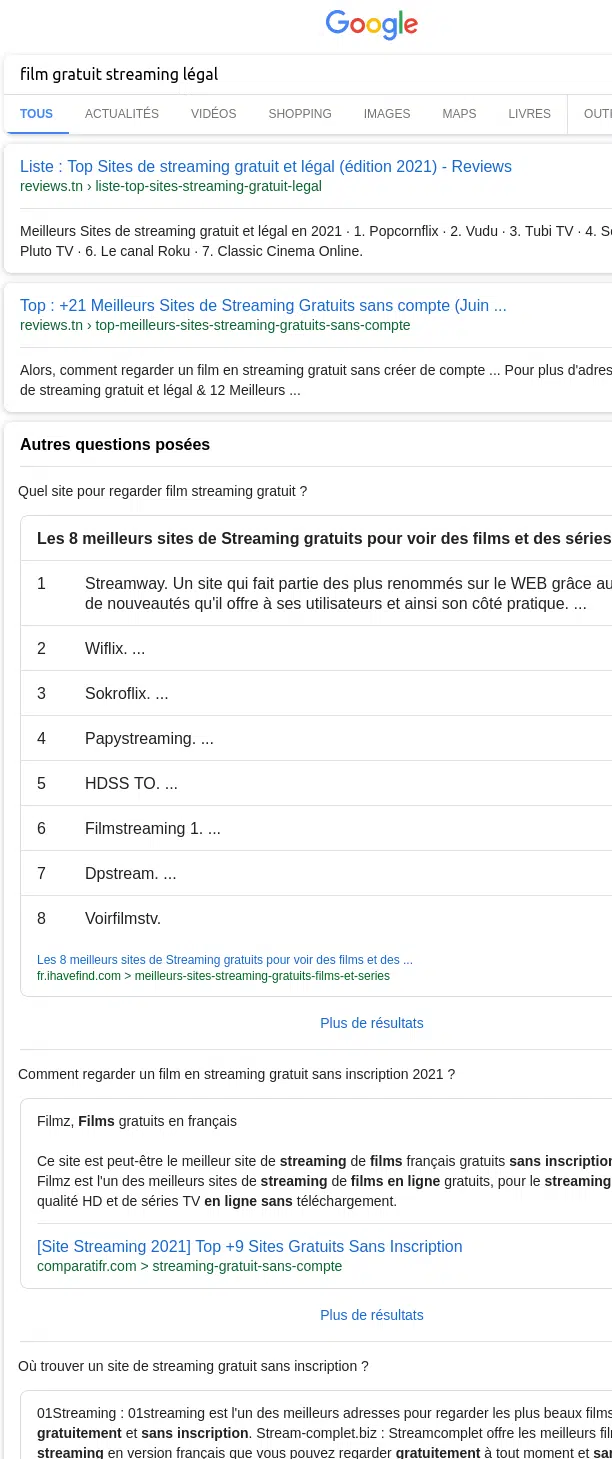 Google
film gratuit streaming légal
TOUS ACTUALITÉS VIDÉOS SHOPPING IMAGES MAPS LIVRES
Liste : Top Sites de streaming gratuit et légal (édition 2021) - Reviews
reviews.tn › liste-top-sites-streaming-gratuit-legal
Meilleurs Sites de streaming gratuit et légal en 2021 · 1. Popcornflix · 2. Vudu · 3. Tubi TV · 4.
Pluto TV · 6. Le canal Roku · 7. Classic Cinema Online.
Top : +21 Meilleurs Sites de Streaming Gratuits sans compte (Juin ...
reviews.tn › top-meilleurs-sites-streaming-gratuits-sans-compte
Alors, comment regarder un film en streaming gratuit sans créer de compte ... Pour plus
de streaming gratuit et légal & 12 Meilleurs ...
Autres questions posées
Quel site pour regarder film streaming gratuit ?
Les 8 meilleurs sites de Streaming gratuits pour voir des films et des séries
1 Streamway. Un site qui fait partie des plus renommés sur le WEB grâce au
de nouveautés qu'il offre à ses utilisateurs et ainsi son côté pratique. ...
2 Wiflix. ...
3 Sokroflix. ...
4 Papystreaming. ...
5 HDSS TO. ...
6 Filmstreaming 1. ...
7 Dpstream. ...
8 Voirfilmstv.
Les 8 meilleurs sites de Streaming gratuits pour voir des films et des ...
fr.ihavefind.com > meilleurs-sites-streaming-gratuits-films-et-series
Plus de résultats
Comment regarder un film en streaming gratuit sans inscription 2021 ?
Filmz, Films gratuits en français
Ce site est peut-être le meilleur site de streaming de films français gratuits sans inscription
Filmz est l'un des meilleurs sites de streaming de films en ligne gratuits, pour le streaming
qualité HD et de séries TV en ligne sans téléchargement.
[Site Streaming 2021] Top +9 Sites Gratuits Sans Inscription
comparatifr.com > streaming-gratuit-sans-compte
Plus de résultats
Où trouver un site de streaming gratuit sans inscription ?
01Streaming : 01streaming est l'un des meilleurs adresses pour regarder les plus beaux films
gratuitement et sans inscription. Stream-complet.biz : Streamcomplet offre les meilleurs
streaming en version français que vous pouvez regarder gratuitement à tout moment et